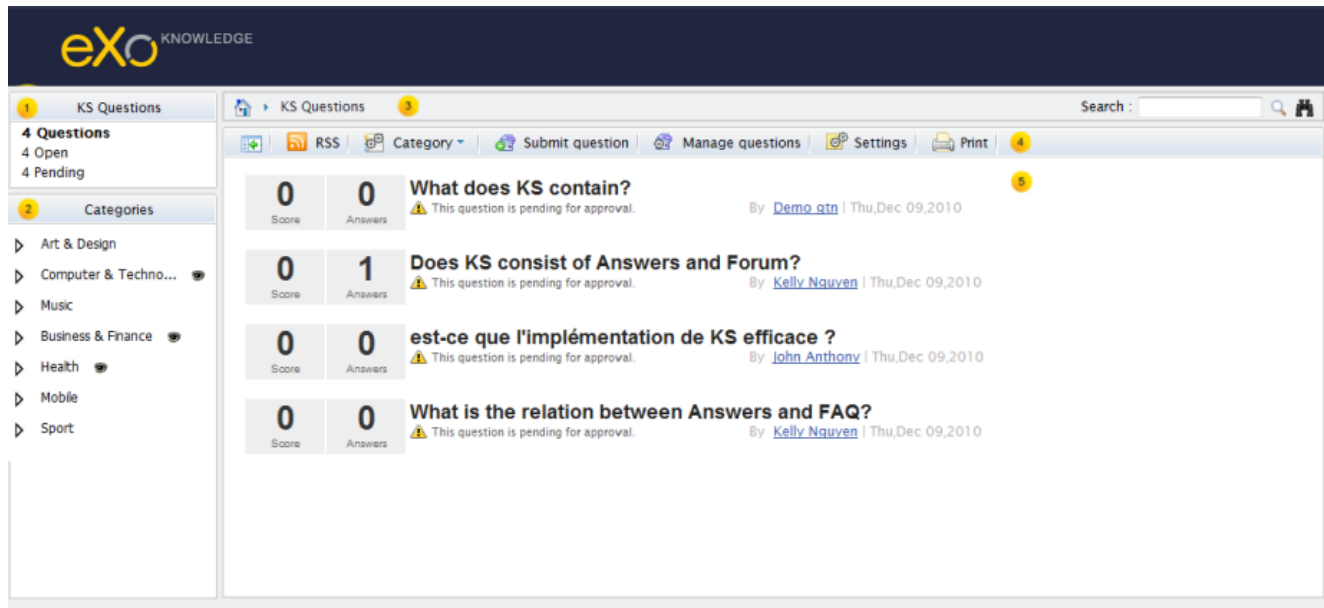 eXo KNOWLEDGE
1 KS Questions
4 Questions
4 Open
4 Pending
2 Categories
Art & Design
Computer & Techno...
Music
Business & Finance
Health
Mobile
Sport
KS Questions 3 Search :
RSS Category Submit question Manage questions Settings Print 4
5
0 0 What does KS contain?
Score Answers This question is pending for approval. By Demo gtn | Thu,Dec 09,2010
0 1 Does KS consist of Answers and Forum?
Score Answers This question is pending for approval. By Kelly Nguyen | Thu,Dec 09,2010
0 0 est-ce que l'implémentation de KS efficace ?
Score Answers This question is pending for approval. By John Anthony | Thu,Dec 09,2010
0 0 What is the relation between Answers and FAQ?
Score Answers This question is pending for approval. By Kelly Nguyen | Thu,Dec 09,2010